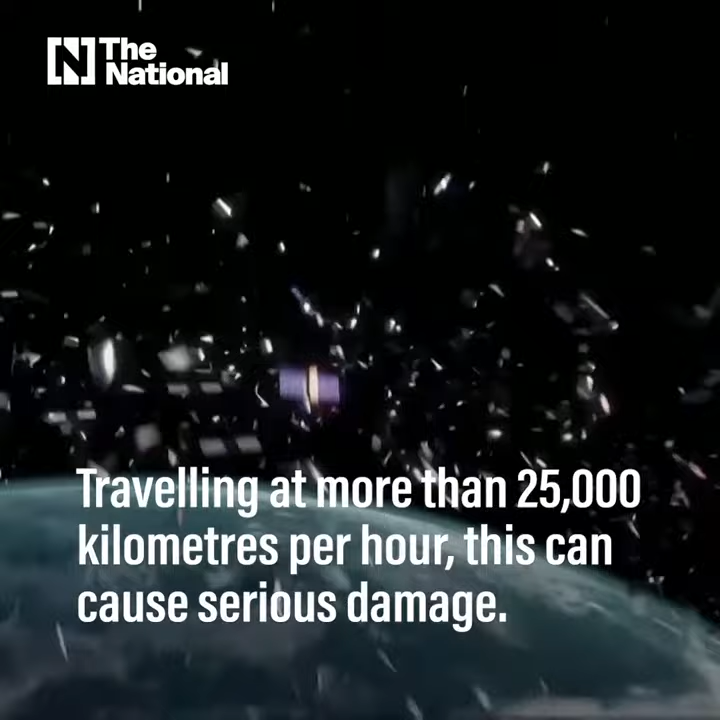 The
National
Travelling at more than 25,000
kilometres per hour, this can
cause serious damage.